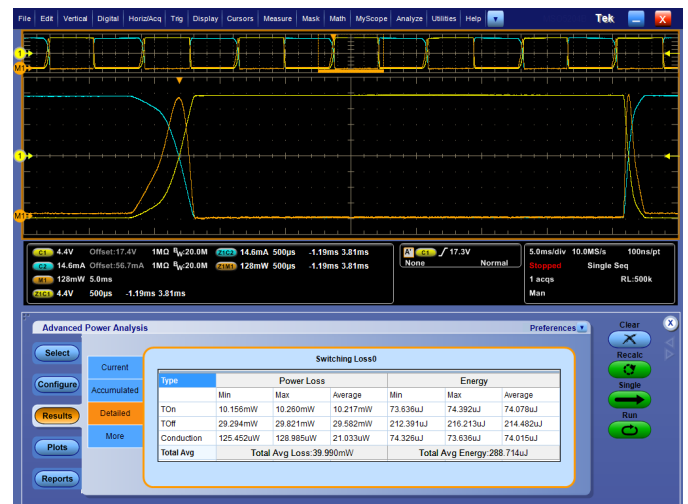 File Edit Vertical Digital Horiz/Acq Trig Display Cursors Measure Mask Math MyScope Analyze Utilities Help Tek X
1
M1
1
M1
C1 4.4V Offset:17.4V 1MΩ BW:20.0M Z1C2 14.6mA 500µs -1.19ms 3.81ms A' C1 17.3V 5.0ms/div 10.0MS/s 100ns/pt
C2 14.6mA Offset:56.7mA 1MΩ BW:20.0M Z1M1 128mW 500µs -1.19ms 3.81ms None Normal Stopped Single Seq
M1 128mW 5.0ms 1 acqs RL:500k
Z1C1 4.4V 500µs -1.19ms 3.81ms Man
Advanced Power Analysis Preferences Clear X
Select Current Switching Loss0 Recalc
Configure Accumulated Type Power Loss Energy Single
Min Max Average Min Max Average
Results Detailed TOn 10.156mW 10.260mW 10.217mW 73.636uJ 74.392uJ 74.078uJ Run
TOff 29.294mW 29.821mW 29.582mW 212.391uJ 216.213uJ 214.482uJ
More Conduction 125.452uW 128.985uW 21.033uW 74.326uJ 73.636uJ 74.015uJ
Plots Total Avg Total Avg Loss:39.990mW Total Avg Energy:288.714uJ
Reports